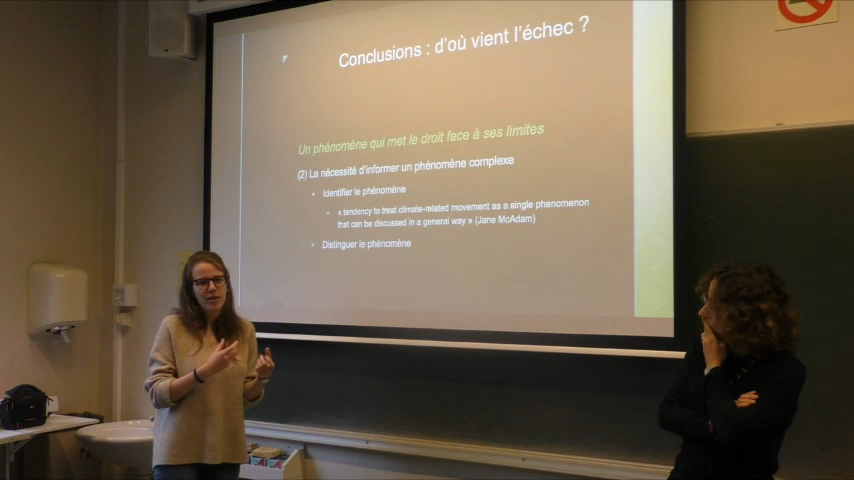 Conclusions : d'où vient l'échec ?
Un phénomène qui met le droit face à ses limites
(2) La nécessité d'informer un phénomène complexe
Identifier le phénomène
« tendency to treat climate-related movement as a single phenomenon
that can be discussed in a general way » (Jane McAdam)
Distinguer le phénomène